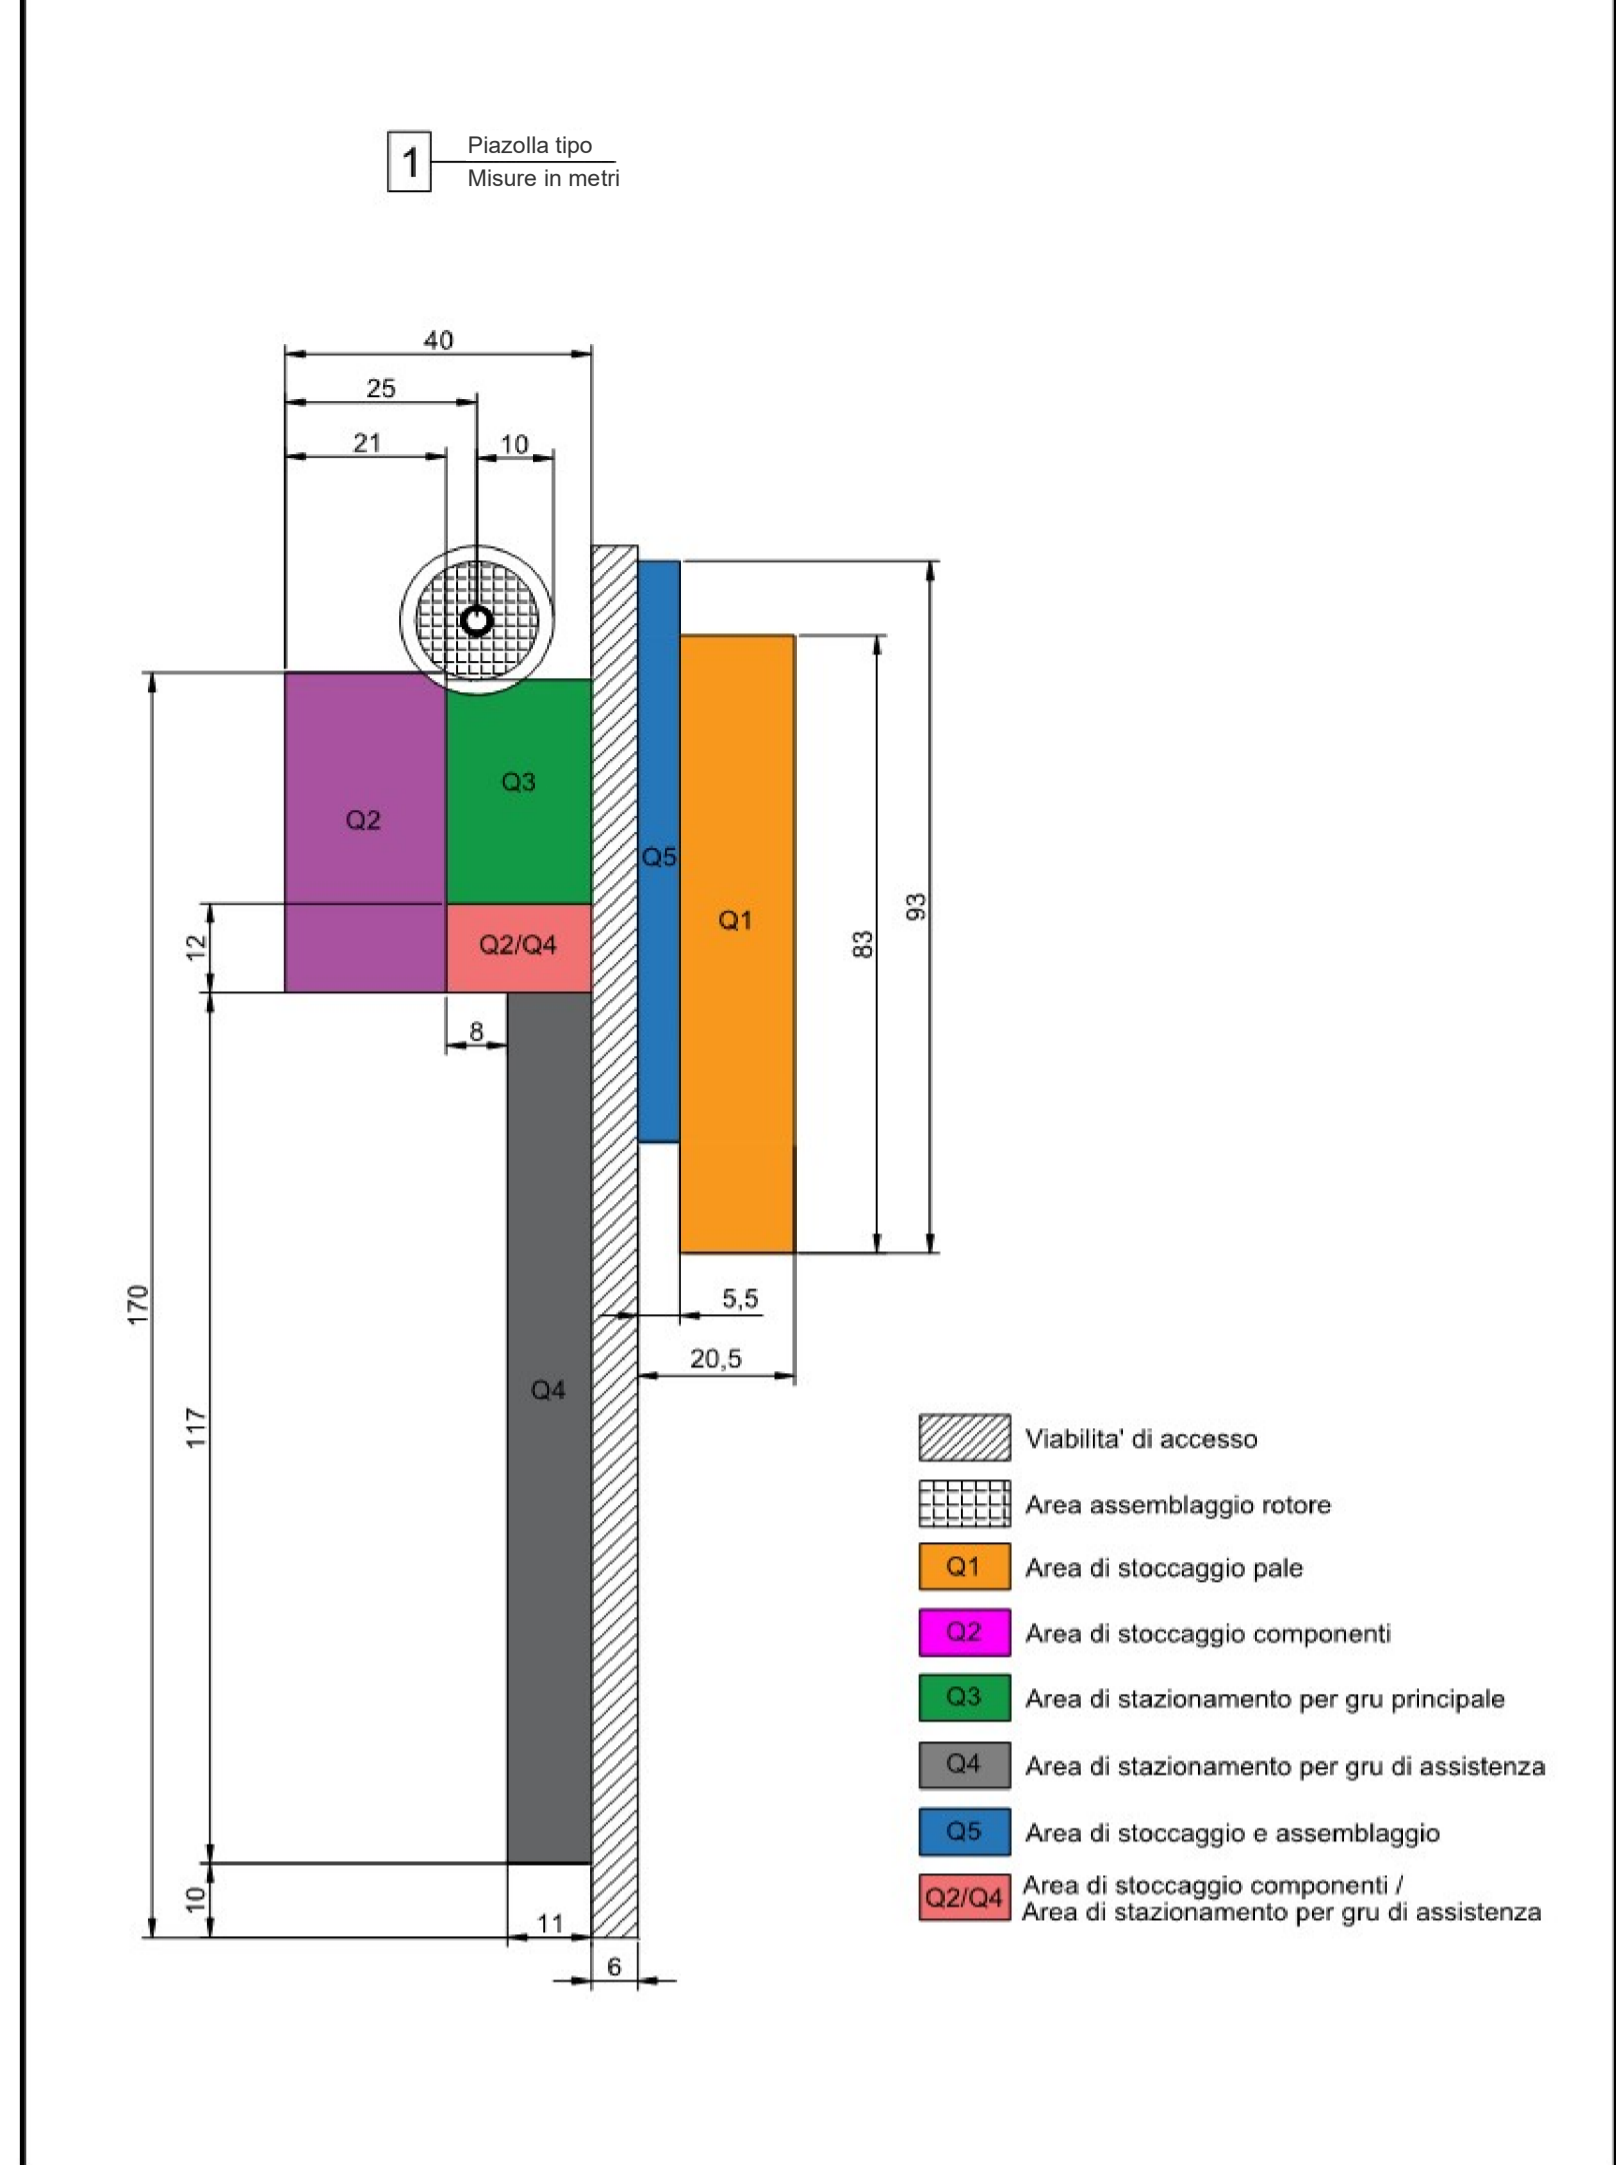 1
Piazolla tipo
Misure in metri
40
25
21
10
Q3
Q2
Q5
Q1
Q2/Q4
12
8
83
93
170
117
10
Q4
5,5
20,5
11
6
Viabilita' di accesso
Area assemblaggio rotore
Q1 Area di stoccaggio pale
Q2 Area di stoccaggio componenti
Q3 Area di stazionamento per gru principale
Q4 Area di stazionamento per gru di assistenza
Q5 Area di stoccaggio e assemblaggio
Q2/Q4 Area di stoccaggio componenti /
Area di stazionamento per gru di assistenza